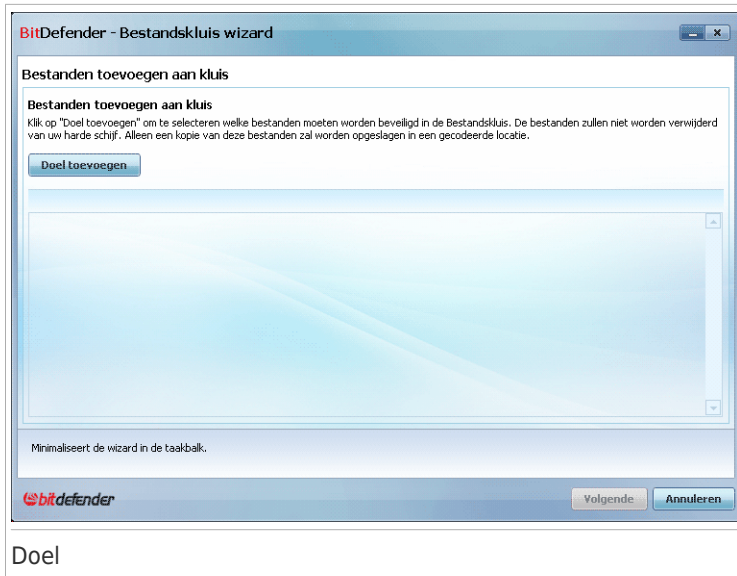 BitDefender - Bestandskluis wizard
Bestanden toevoegen aan kluis
Bestanden toevoegen aan kluis
Klik op "Doel toevoegen" om te selecteren welke bestanden moeten worden beveiligd in de Bestandskluis. De bestanden zullen niet worden verwijderd
van uw harde schijf. Alleen een kopie van deze bestanden zal worden opgeslagen in een gecodeerde locatie.
Doel toevoegen
Minimaliseert de wizard in de taakbalk.
bitdefender
Volgende
Annuleren
Doel